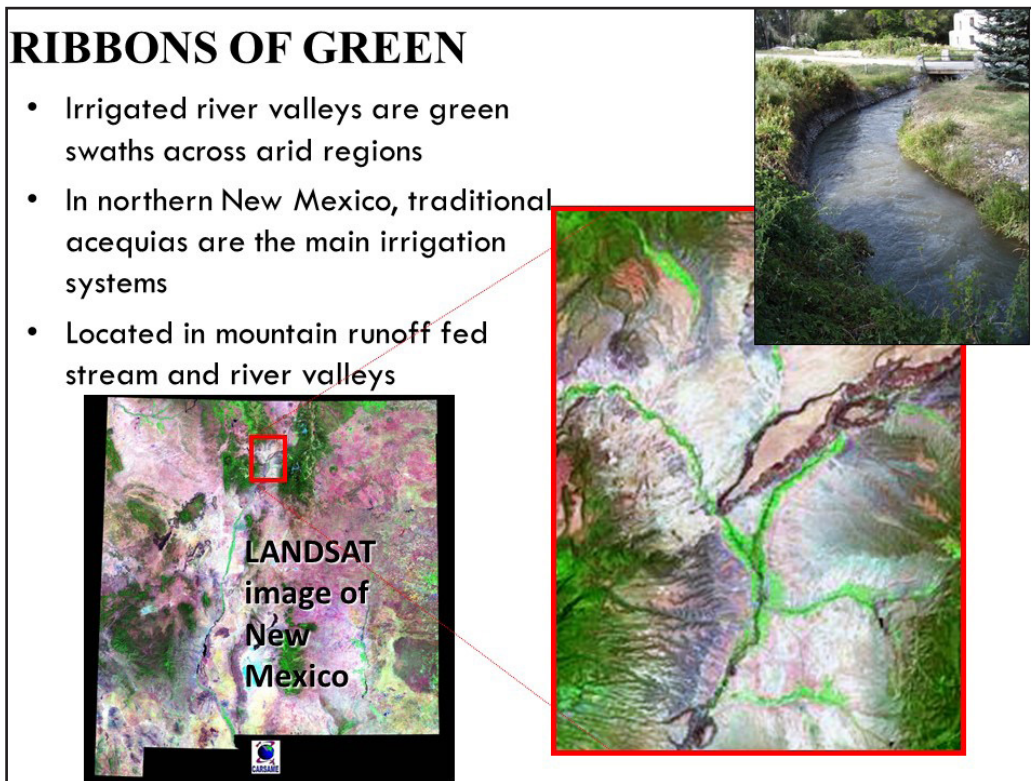 RIBBONS OF GREEN
• Irrigated river valleys are green
swaths across arid regions
• In northern New Mexico, traditional
acequias are the main irrigation
systems
• Located in mountain runoff fed
stream and river valleys
LANDSAT
image of
New
Mexico
CARSAME